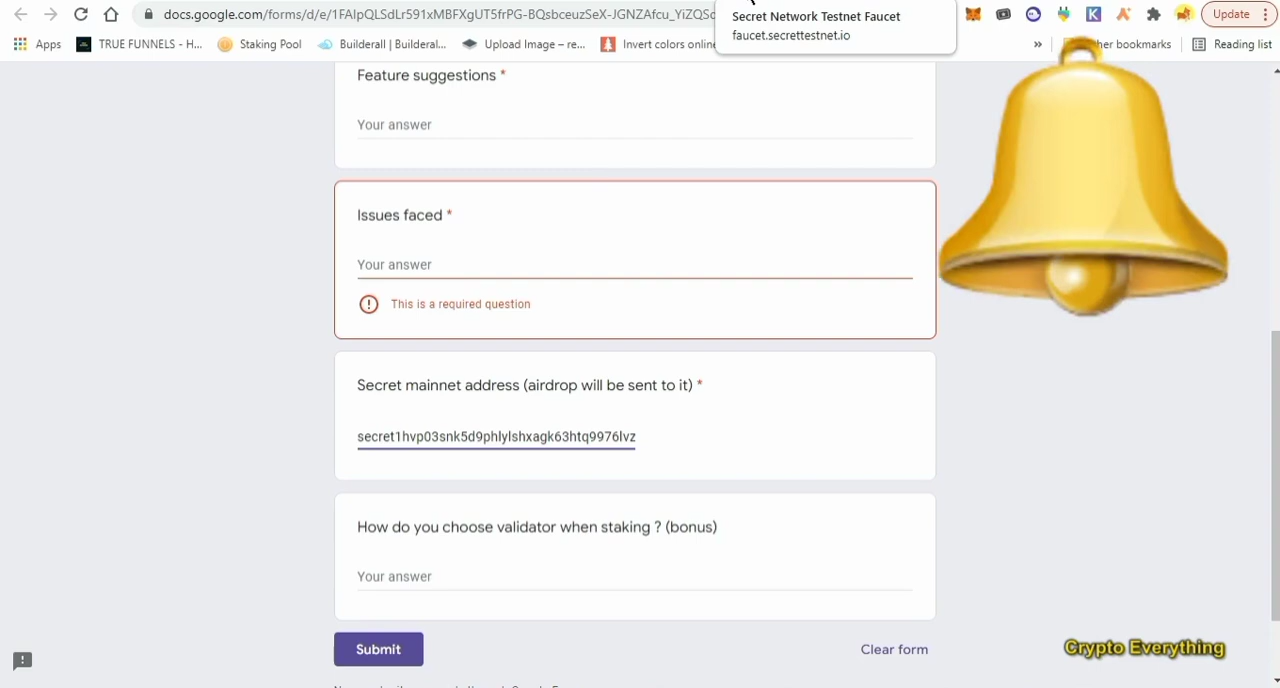 docs.google.com/forms/d/e/1FAIpQLSdLr591xMBFXgUT5frPG-BQsbceuzSeX-JGNZAfcu_YiZQSc
Secret Network Testnet Faucet
faucet.secrettestnet.io
Update
Apps
TRUE FUNNELS - H...
Staking Pool
Builderall | Builderal...
Upload Image – re...
Invert colors online
»
bookmarks
Reading list
Feature suggestions *
Your answer
Issues faced *
Your answer
This is a required question
Secret mainnet address (airdrop will be sent to it) *
secret1hvp03snk5d9phlylshxagk63htq9976lvz
How do you choose validator when staking ? (bonus)
Your answer
Submit
Clear form
Crypto Everything